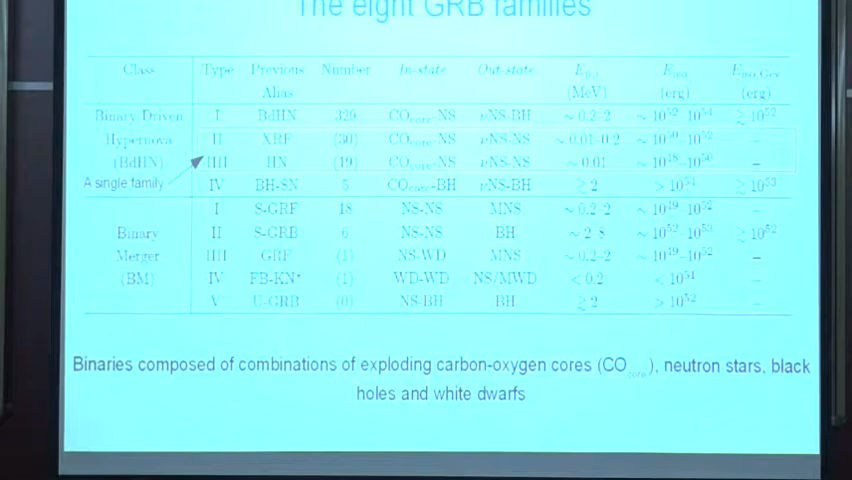 The eight GRB families
Class Type Previous Alias Number In-state Out-state E_p,i (MeV) E_iso (erg) E_iso,Gev (erg)
Binary Driven I BdHN 329 CO_core-NS νNS-BH ~0.2–2 ~10^52–10^54 ≳10^52
Hypernova II XRF (30) CO_core-NS νNS-NS ~0.01–0.2 ~10^50–10^52 –
(BdHN) III HN (19) CO_core-NS νNS-NS ~0.01 ~10^48–10^50 –
A single family
IV BH-SN 5 CO_core-BH νNS-BH ≳2 >10^54 ≳10^53
I S-GRF 18 NS-NS MNS ~0.2–2 ~10^49–10^52 –
Binary II S-GRB 6 NS-NS BH ~2–8 ~10^52–10^53 ≳10^52
Merger III GRF (1) NS-WD MNS ~0.2–2 ~10^49–10^52 –
(BM) IV FB-KN* (1) WD-WD NS/MWD <0.2 <10^51 –
V U-GRB (0) NS-BH BH ≳2 >10^52 –
Binaries composed of combinations of exploding carbon-oxygen cores (CO_core), neutron stars, black
holes and white dwarfs